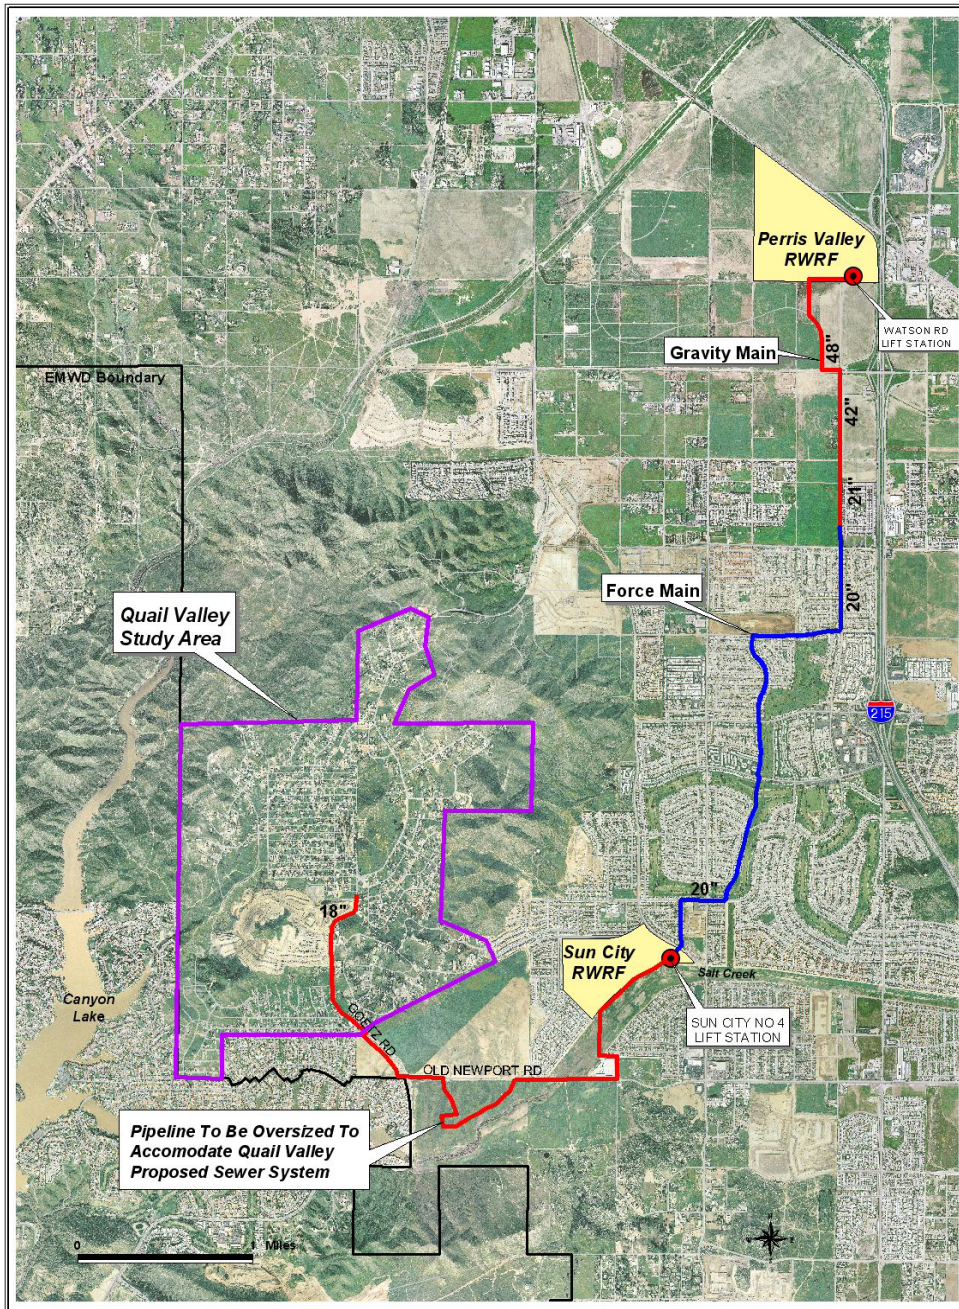 Perris Valley
RWRF
WATSON RD
LIFT STATION
Gravity Main
48"
42"
21"
EMWD Boundary
20"
Force Main
Quail Valley
Study Area
215
20"
18"
Sun City
RWRF
Salt Creek
Canyon
Lake
SUN CITY NO 4
LIFT STATION
GOETZ RD
OLD NEWPORT RD
Pipeline To Be Oversized To
Accomodate Quail Valley
Proposed Sewer System
0 1 Miles